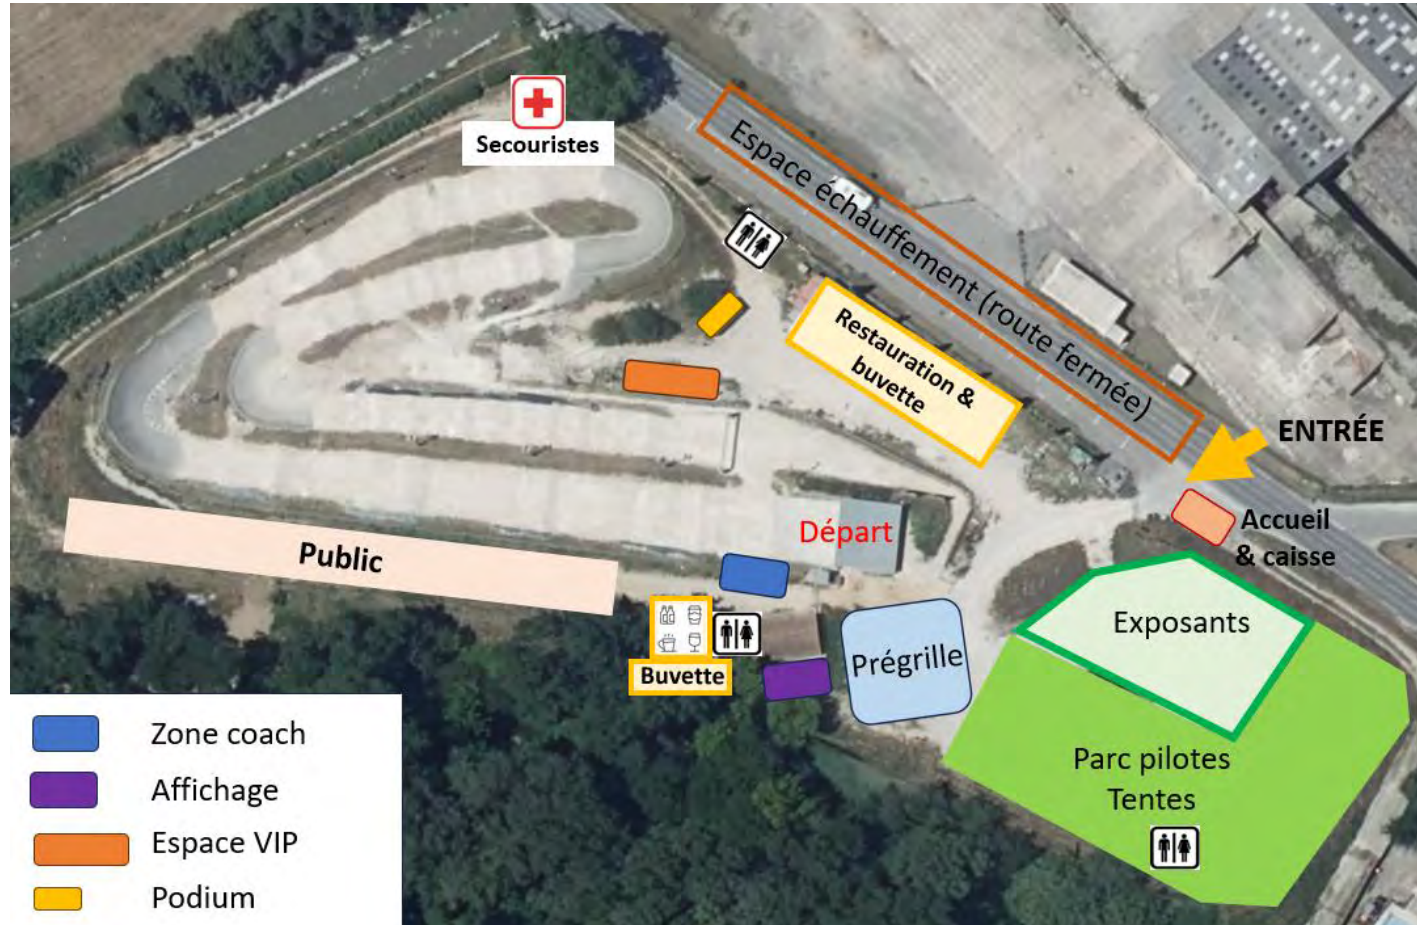 Secouristes
Espace échauffement (route fermée)
Restauration &
buvette
ENTRÉE
Accueil
& caisse
Départ
Public
Exposants
Prégrille
Buvette
Parc pilotes
Tentes
Zone coach
Affichage
Espace VIP
Podium